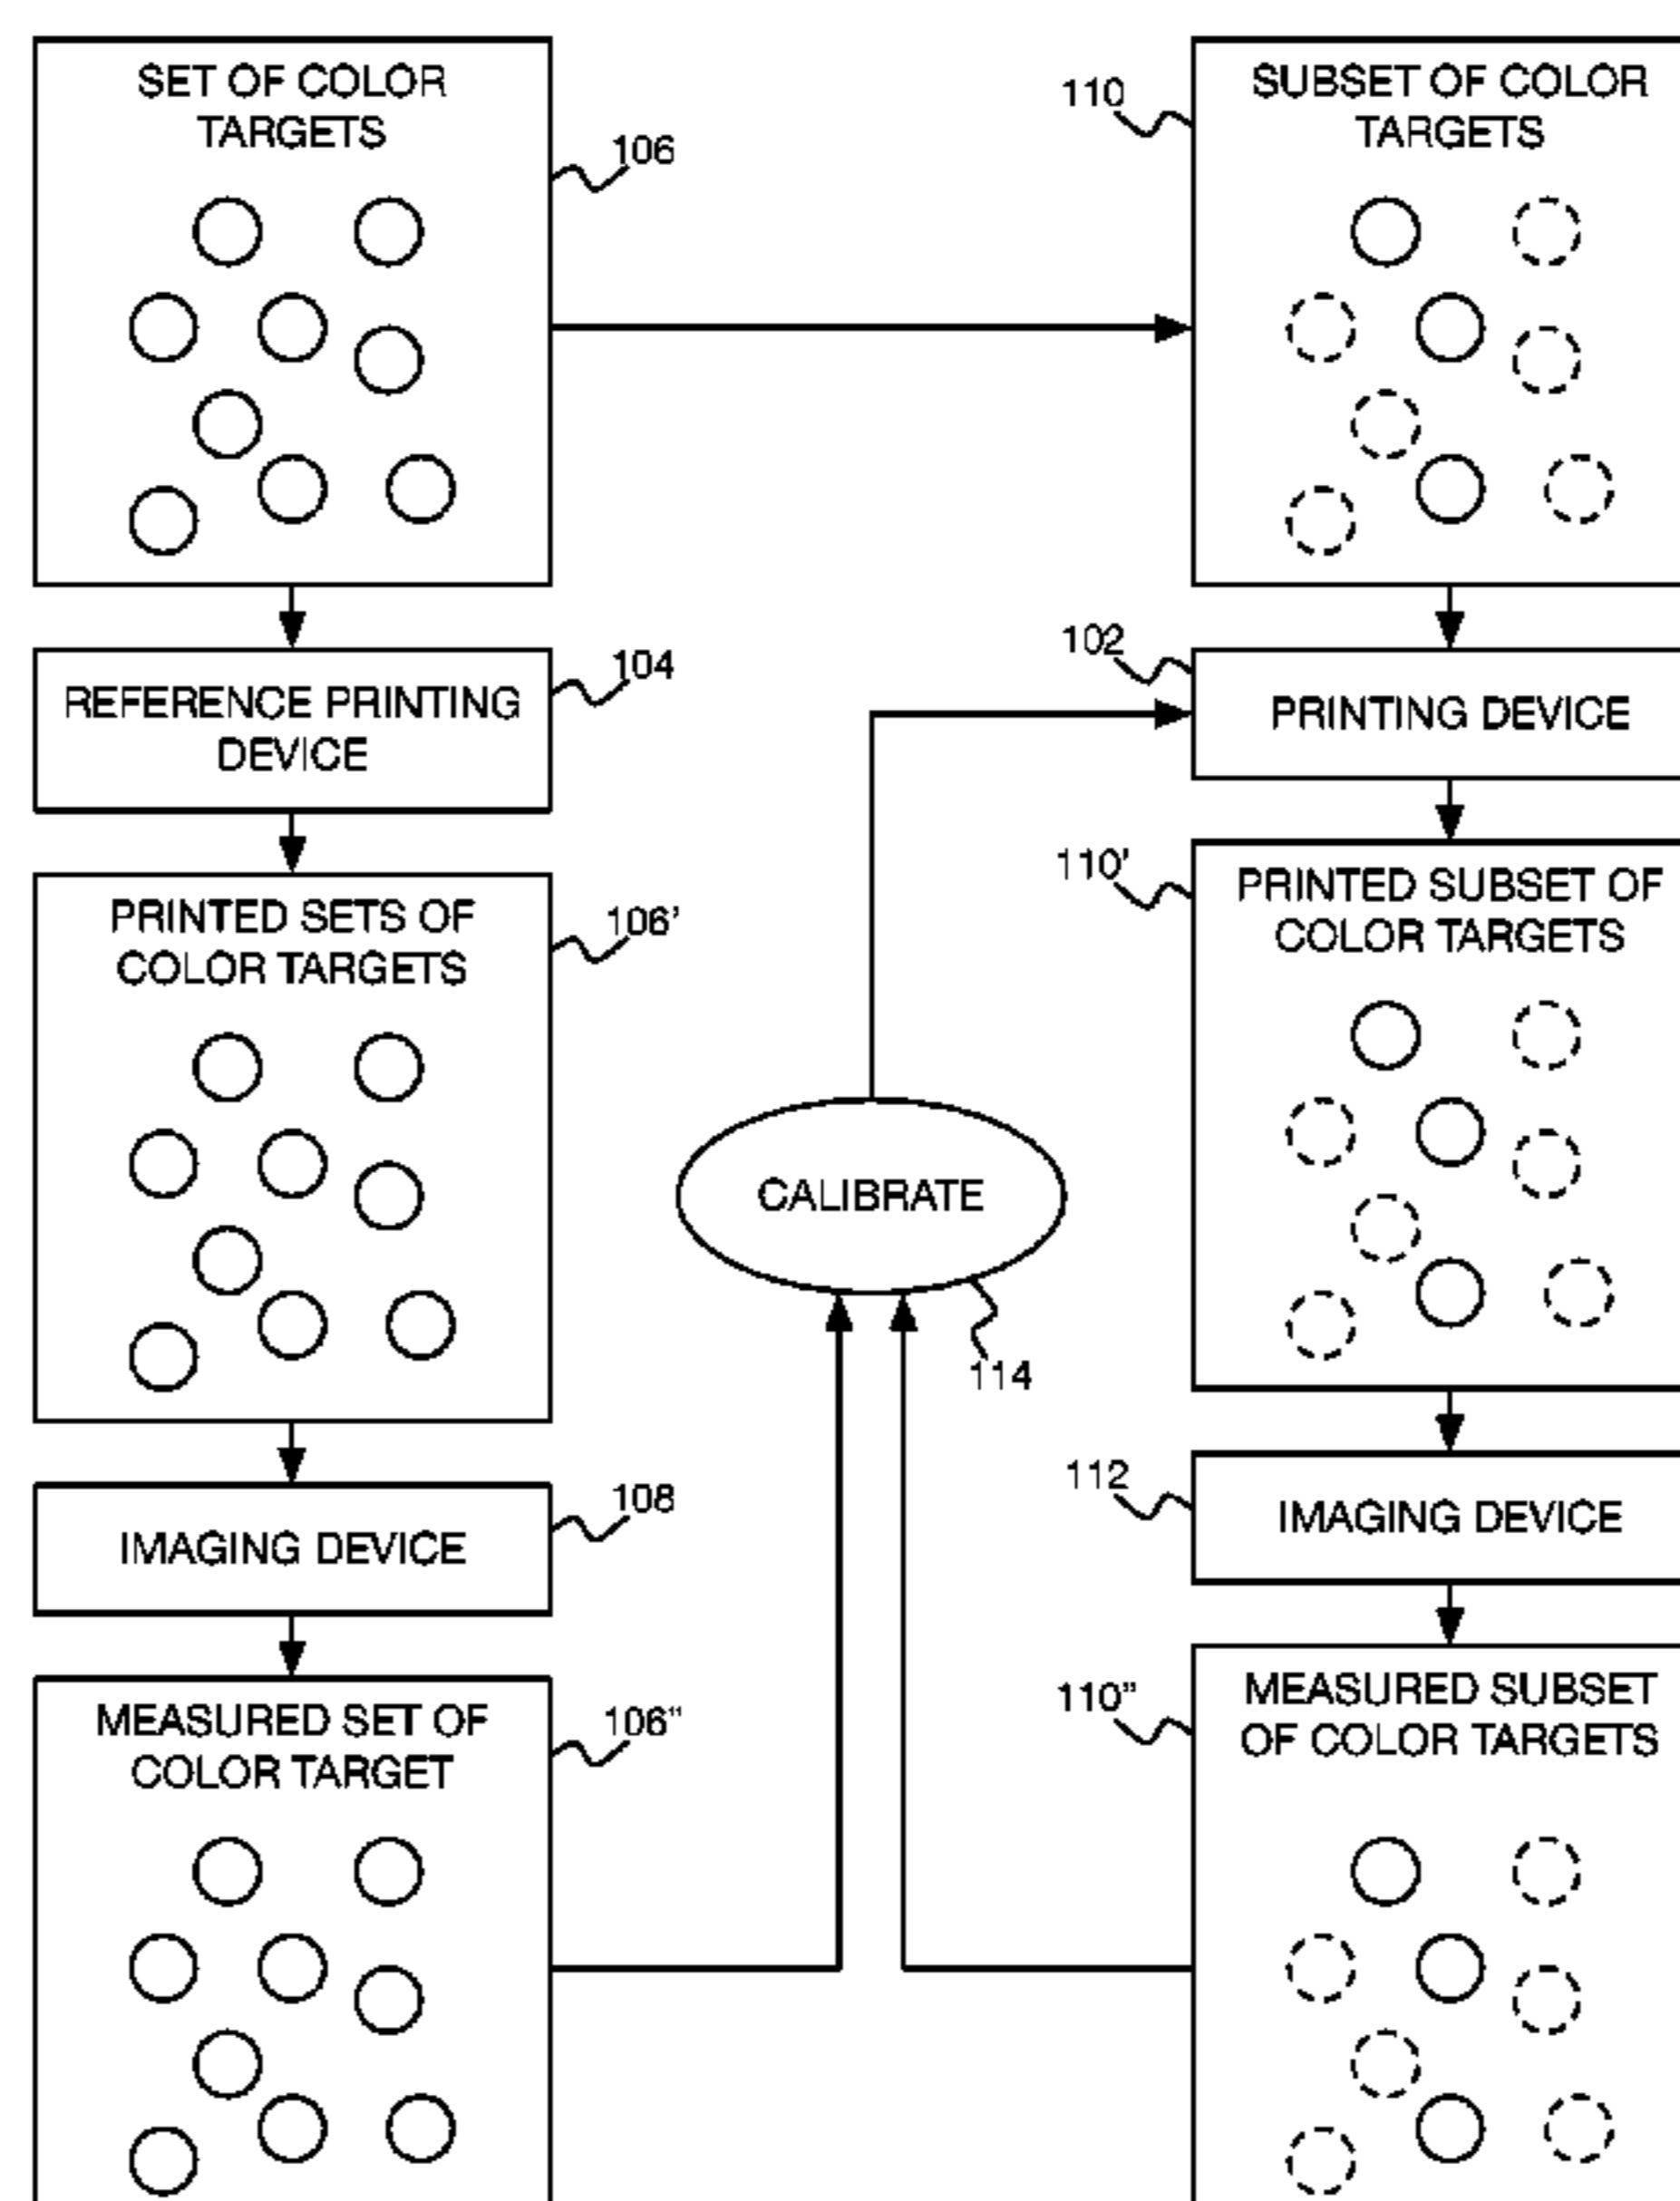 SET OF COLOR
TARGETS
106
110
SUBSET OF COLOR
TARGETS
104
REFERENCE PRINTING
DEVICE
102
PRINTING DEVICE
106'
PRINTED SETS OF
COLOR TARGETS
110'
PRINTED SUBSET OF
COLOR TARGETS
CALIBRATE
114
108
IMAGING DEVICE
112
IMAGING DEVICE
106"
MEASURED SET OF
COLOR TARGET
110"
MEASURED SUBSET
OF COLOR TARGETS